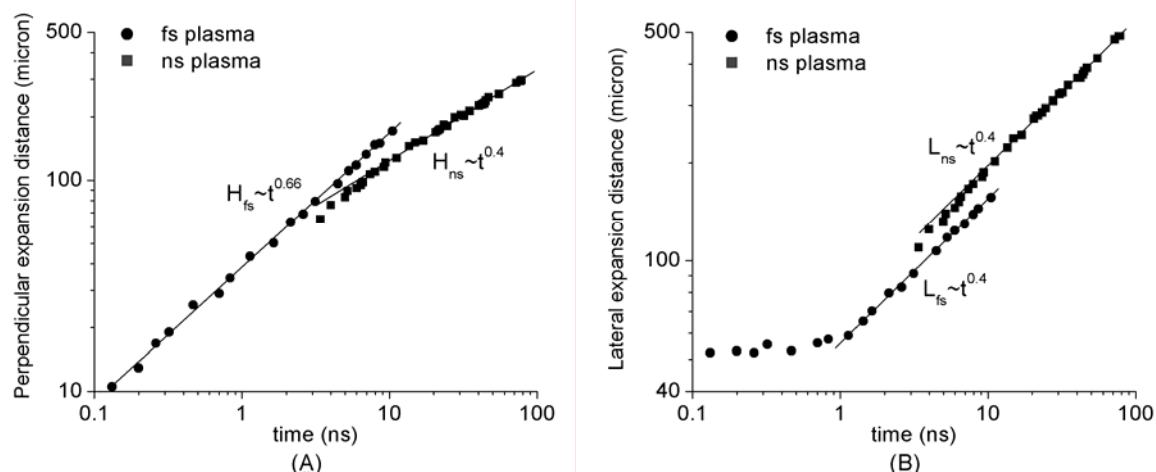 500
100
10
Perpendicular expansion distance (micron)
fs plasma
ns plasma
H_fs~t^0.66
H_ns~t^0.4
0.1 1 10 100
time (ns)
(A)
500
100
40
Lateral expansion distance (micron)
fs plasma
ns plasma
L_ns~t^0.4
L_fs~t^0.4
0.1 1 10 100
time (ns)
(B)